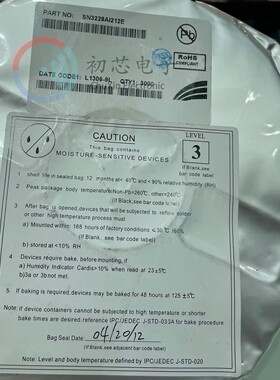 PART NO: SN3228AI212E
Pb
RoHS
COMPLIANT
初芯电子
Electronic
DATE CODE1: L1308-9L QTY1: 3000
CAUTION
This bag contains
MOISTURE-SENSITIVE DEVICES
LEVEL
3
If Blank, see
bar code label
1 Shelf life in sealed bag: 12 months at < 40°C and < 90% relative humidity (RH)
2 Peak package body temperature: Non-Pb=260°C other=240°C
(If Blank, see bar code label)
3 After bag is opened, devices that will be subjected to reflow solder
or other high temperature process must
a) Mounted within 168 hours of factory conditions ≤30°C/60%
(If Blank, see bar code label)
b) stored at <10% RH
4 Devices require bake, before mounting, if
a) Humidity Indicator Card is > 10% when read at 23±5°C
b) 3a or 3b not met.
5 If baking is required, devices may be baked for 48 hours at 125 ±5°C
Note: If device containers cannot be subjected to high temperature or shorter
bake times are desired, reference IPC/JEDEC J-STD-033A for bake procedure
Bag Seal Date: 04/20/12
(If Blank, see adjacent bar code label)
Note: Level and body temperature defined by IPC/JEDEC J-STD-020